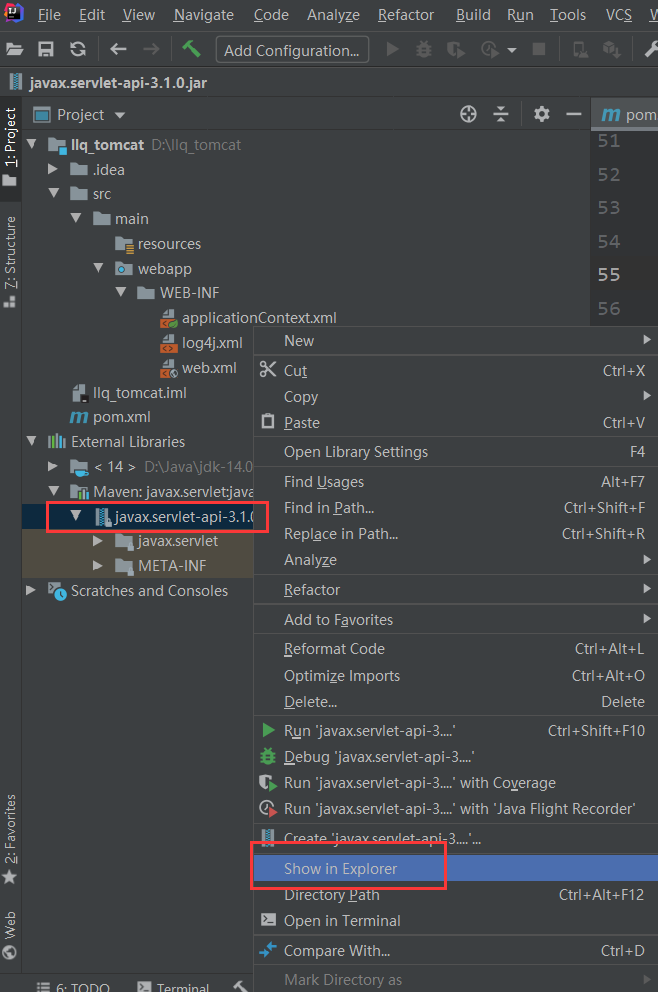 File Edit View Navigate Code Analyze Refactor Build Run Tools VCS
Add Configuration...
javax.servlet-api-3.1.0.jar
1: Project
Project
pom
llq_tomcat D:\llq_tomcat
.idea
src
main
resources
webapp
WEB-INF
applicationContext.xml
log4j.xml
web.xml
llq_tomcat.iml
pom.xml
External Libraries
< 14 > D:\Java\jdk-14.0
Maven: javax.servlet:java
javax.servlet-api-3.1.0
javax.servlet
META-INF
Scratches and Consoles
51
52
53
54
55
56
Z: Structure
2: Favorites
Web
New
Cut Ctrl+X
Copy
Paste Ctrl+V
Open Library Settings F4
Find Usages Alt+F7
Find in Path... Ctrl+Shift+F
Replace in Path... Ctrl+Shift+R
Analyze
Refactor
Add to Favorites
Reformat Code Ctrl+Alt+L
Optimize Imports Ctrl+Alt+O
Delete... Delete
Run 'javax.servlet-api-3....' Ctrl+Shift+F10
Debug 'javax.servlet-api-3....'
Run 'javax.servlet-api-3....' with Coverage
Run 'javax.servlet-api-3....' with 'Java Flight Recorder'
Create 'javax.servlet-api-3....'...
Show in Explorer
Directory Path Ctrl+Alt+F12
Open in Terminal
Compare With... Ctrl+D
Mark Directory as
6: TODO Terminal